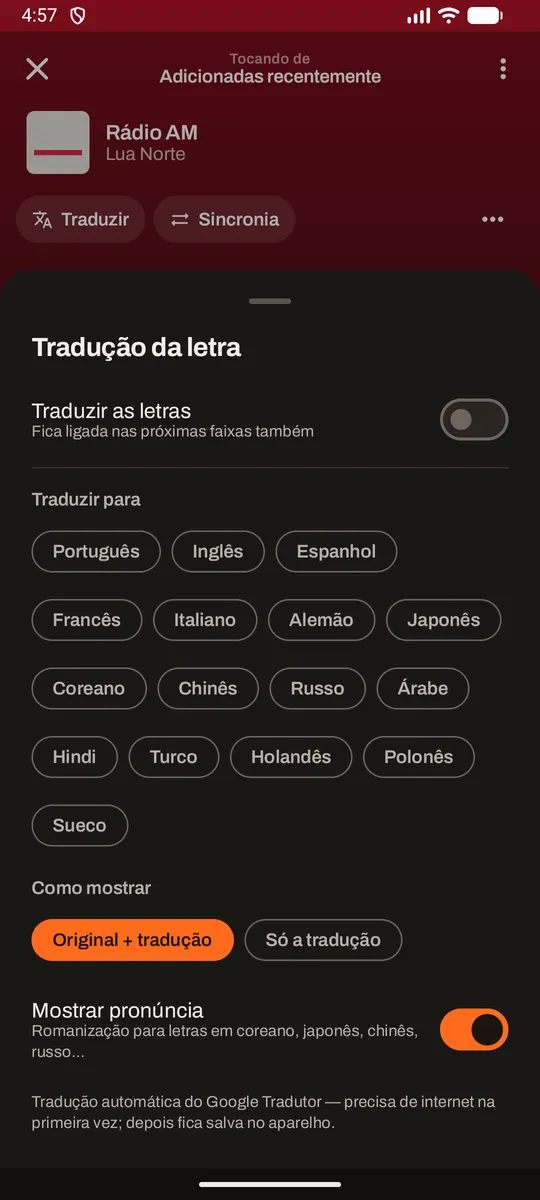 4:57
Tocando de
Adicionadas recentemente
Rádio AM
Lua Norte
Traduzir
Sincronia
Tradução da letra
Traduzir as letras
Fica ligada nas próximas faixas também
Traduzir para
Português
Inglês
Espanhol
Francês
Italiano
Alemão
Japonês
Coreano
Chinês
Russo
Árabe
Hindi
Turco
Holandês
Polonês
Sueco
Como mostrar
Original + tradução
Só a tradução
Mostrar pronúncia
Romanização para letras em coreano, japonês, chinês,
russo...
Tradução automática do Google Tradutor — precisa de internet na
primeira vez; depois fica salva no aparelho.